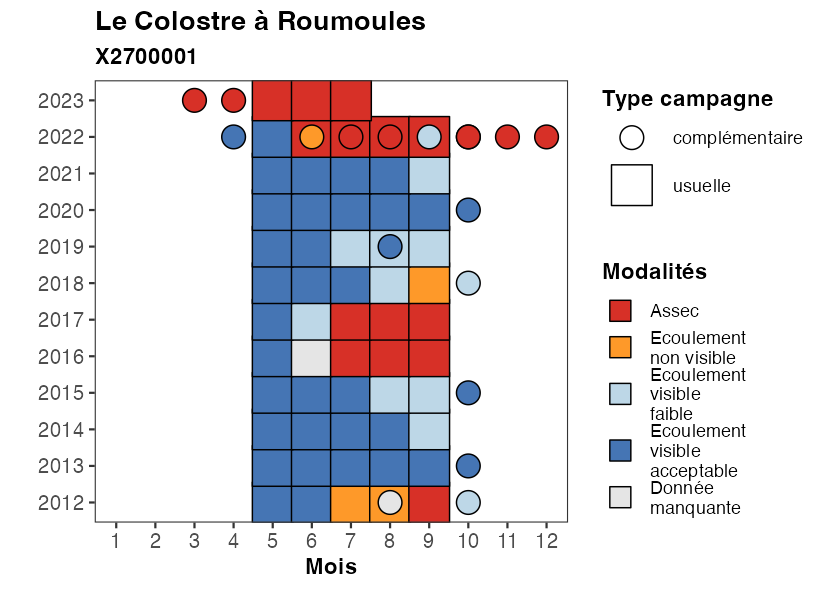 Le Colostre à Roumoules
X2700001
2023
2022
2021
2020
2019
2018
2017
2016
2015
2014
2013
2012
1 2 3 4 5 6 7 8 9 10 11 12
Mois
Type campagne
complémentaire
usuelle
Modalités
Assec
Ecoulement
non visible
Ecoulement
visible
faible
Ecoulement
visible
acceptable
Donnée
manquante